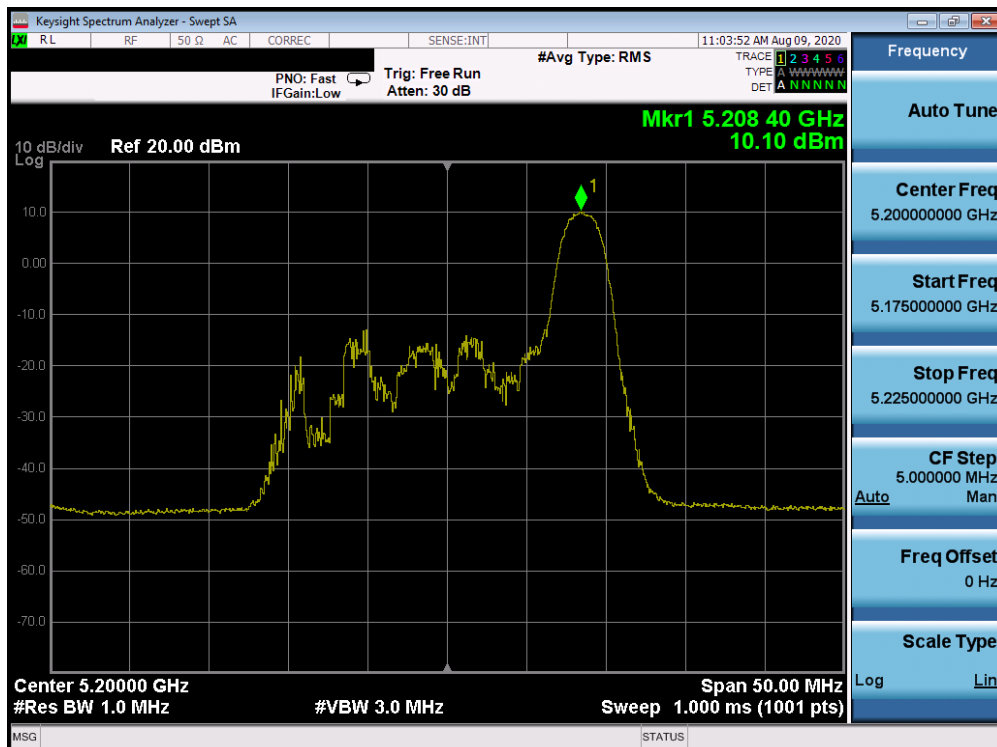 Keysight Spectrum Analyzer - Swept SA
LXI RL RF 50 Ω AC CORREC SENSE:INT 11:03:52 AM Aug 09, 2020
Frequency
#Avg Type: RMS
TRACE 1 2 3 4 5 6
PNO: Fast Trig: Free Run
TYPE A WWWWW
IFGain:Low Atten: 30 dB
DET A N N N N N
Auto Tune
Mkr1 5.208 40 GHz
10.10 dBm
10 dB/div Ref 20.00 dBm
Log
1
10.0
0.00
-10.0
-20.0
-30.0
-40.0
-50.0
-60.0
-70.0
Center Freq
5.200000000 GHz
Start Freq
5.175000000 GHz
Stop Freq
5.225000000 GHz
CF Step
5.000000 MHz
Auto Man
Freq Offset
0 Hz
Scale Type
Log Lin
Center 5.20000 GHz Span 50.00 MHz
#Res BW 1.0 MHz #VBW 3.0 MHz Sweep 1.000 ms (1001 pts)
MSG STATUS